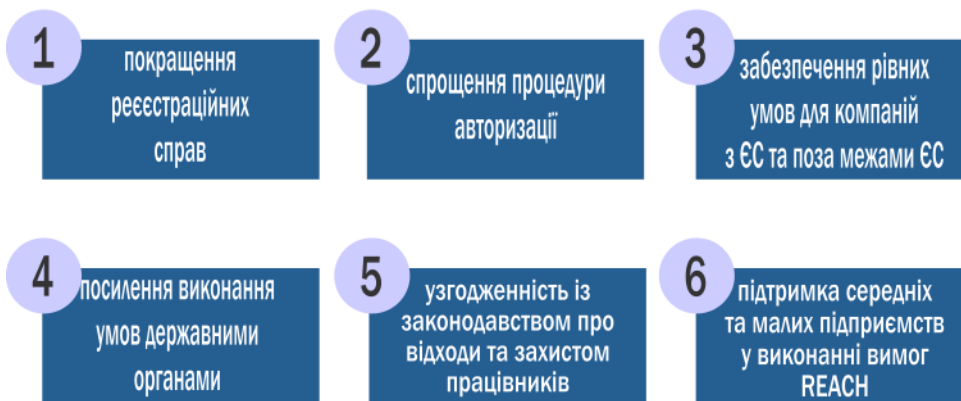 1
покращення
реєєстраційних
справ
2
спрощення процедури
авторизації
3
забезпечення рівних
умов для компаній
з ЄС та поза межами ЄС
4
посилення виконання
умов державними
органами
5
узгодженність із
законодавством про
відходи та захистом
працівників
6
підтримка середніх
та малих підприємств
у виконанні вимог
REACH